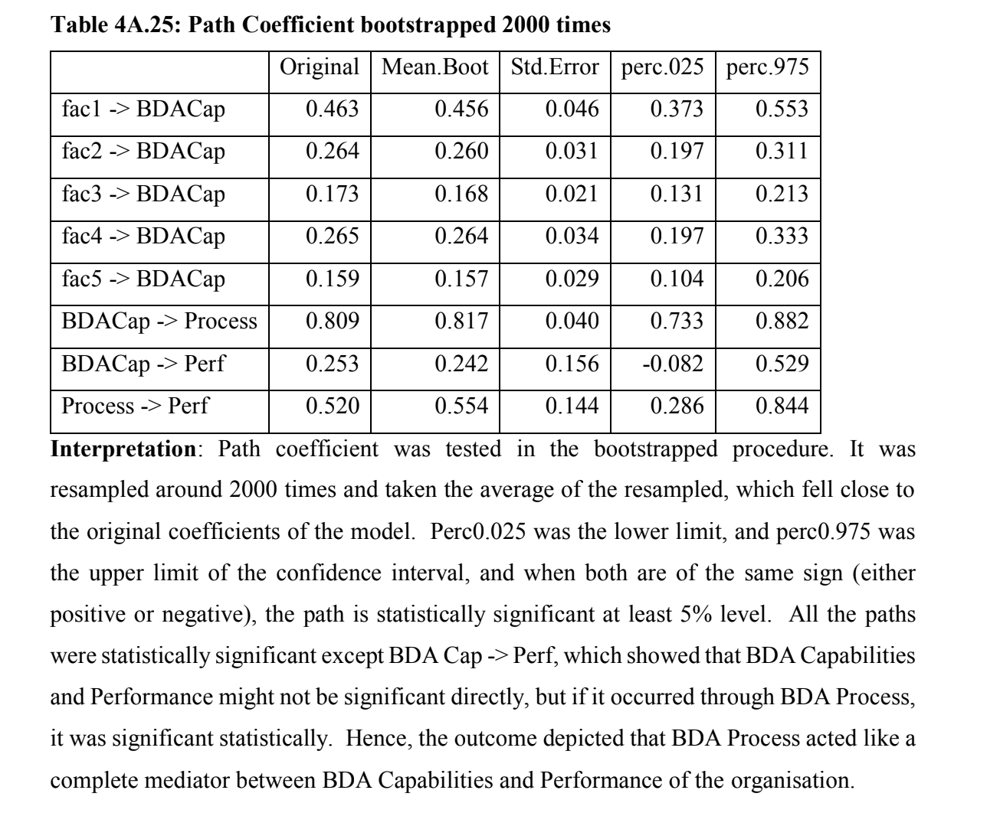 Table 4A.25: Path Coefficient bootstrapped 2000 times
Original Mean.Boot Std.Error perc.025 perc.975
fac1 -> BDACap 0.463 0.456 0.046 0.373 0.553
fac2 -> BDACap 0.264 0.260 0.031 0.197 0.311
fac3 -> BDACap 0.173 0.168 0.021 0.131 0.213
fac4 -> BDACap 0.265 0.264 0.034 0.197 0.333
fac5 -> BDACap 0.159 0.157 0.029 0.104 0.206
BDACap -> Process 0.809 0.817 0.040 0.733 0.882
BDACap -> Perf 0.253 0.242 0.156 -0.082 0.529
Process -> Perf 0.520 0.554 0.144 0.286 0.844
Interpretation: Path coefficient was tested in the bootstrapped procedure. It was
resampled around 2000 times and taken the average of the resampled, which fell close to
the original coefficients of the model. Perc0.025 was the lower limit, and perc0.975 was
the upper limit of the confidence interval, and when both are of the same sign (either
positive or negative), the path is statistically significant at least 5% level. All the paths
were statistically significant except BDA Cap -> Perf, which showed that BDA Capabilities
and Performance might not be significant directly, but if it occurred through BDA Process,
it was significant statistically. Hence, the outcome depicted that BDA Process acted like a
complete mediator between BDA Capabilities and Performance of the organisation.